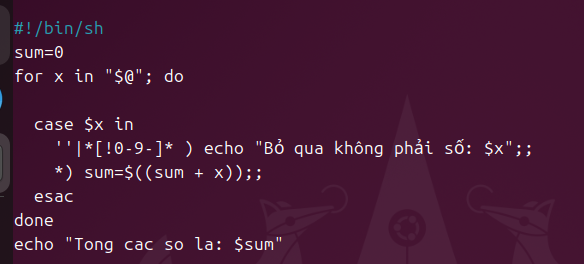 #!/bin/sh
sum=0
for x in "$@"; do
case $x in
''|*[!0-9-]* ) echo "Bỏ qua không phải số: $x";;
*) sum=$((sum + x));;
esac
done
echo "Tong cac so la: $sum"